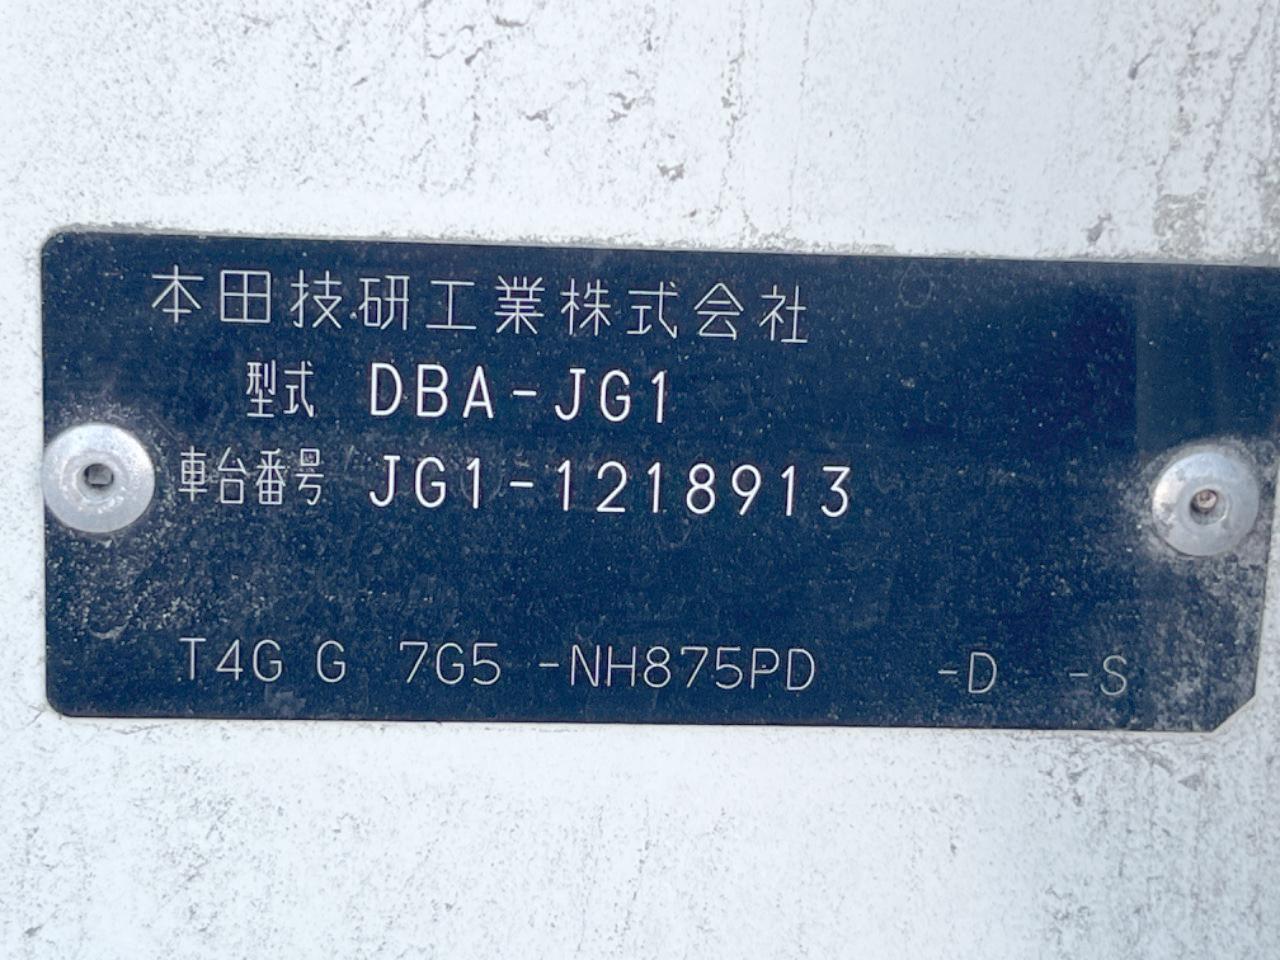 本田技研工業株式会社
型式 DBA-JG1
車台番号 JG1-1218913
T4G G 7G5 -NH875PD -D -S